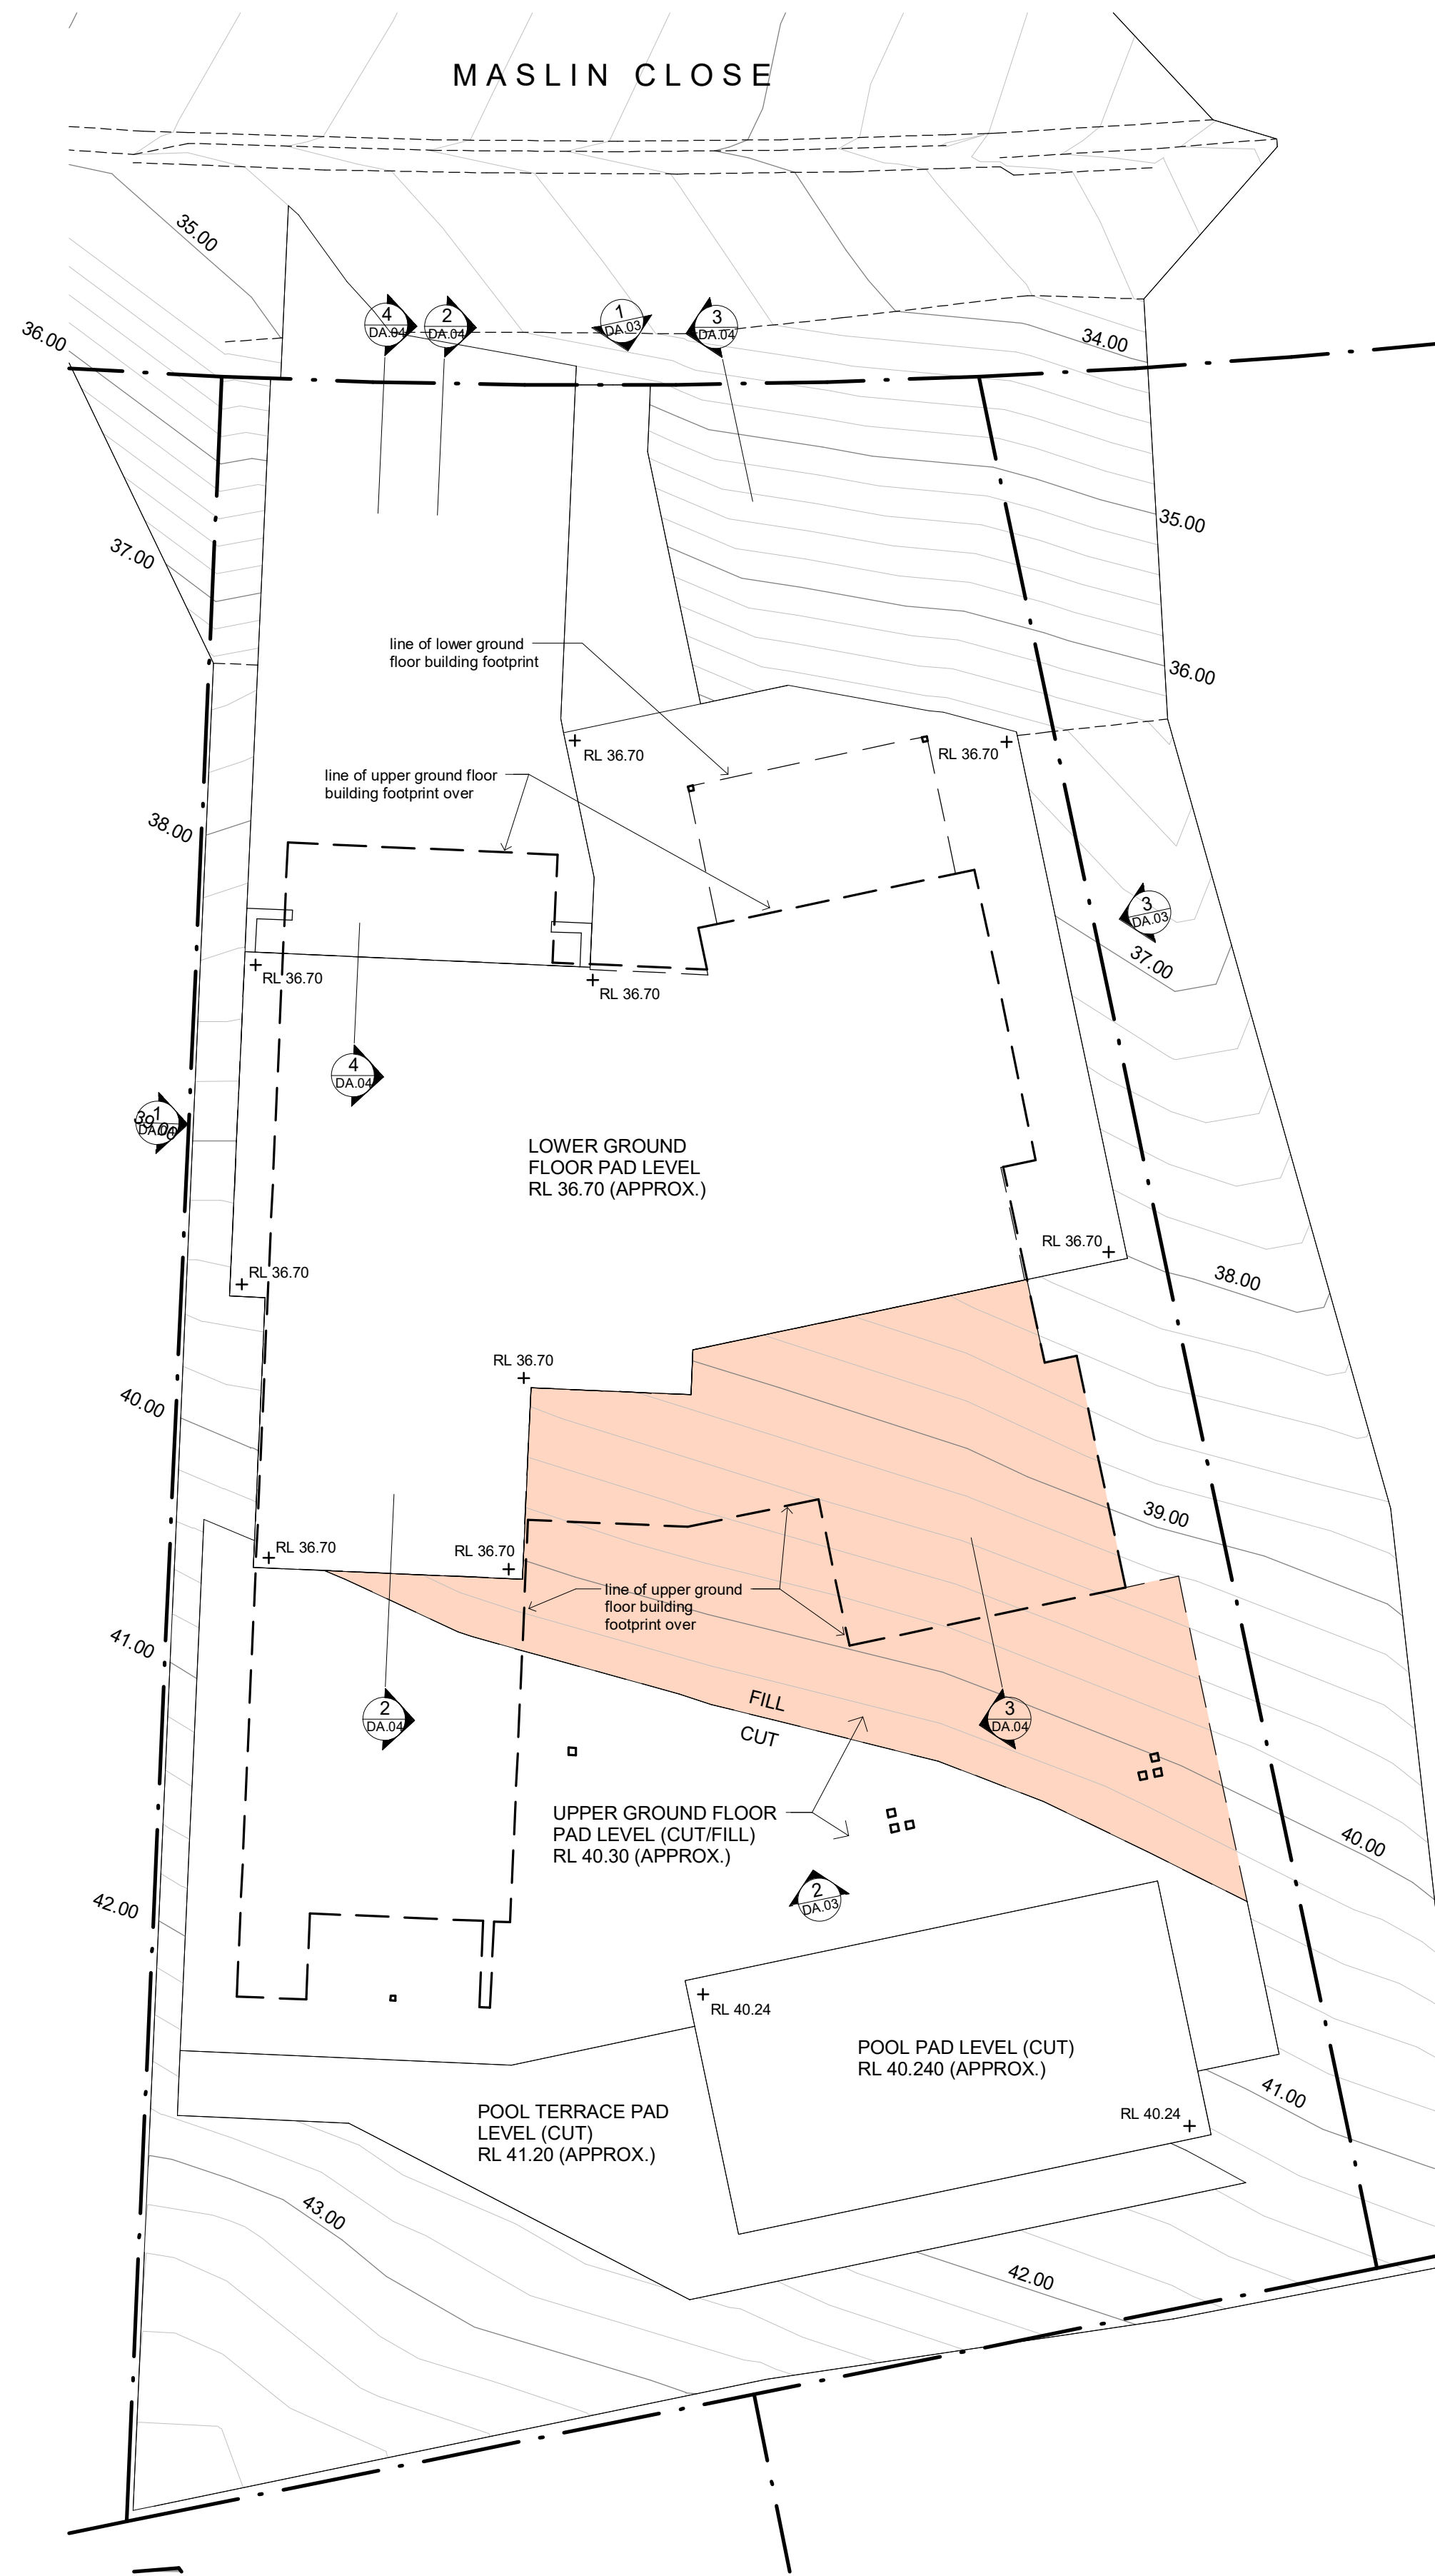 MASLIN CLOSE
35.00
36.00
4
DA.04
2
DA.04
1
DA.03
3
DA.04
34.00
35.00
37.00
line of lower ground
floor building footprint
36.00
RL 36.70
RL 36.70
line of upper ground floor
building footprint over
38.00
3
DA.03
37.00
RL 36.70
RL 36.70
4
DA.04
1
DA.04
39.00
LOWER GROUND
FLOOR PAD LEVEL
RL 36.70 (APPROX.)
RL 36.70
RL 36.70
38.00
RL 36.70
40.00
39.00
RL 36.70
RL 36.70
line of upper ground
floor building
footprint over
41.00
FILL
CUT
2
DA.04
3
DA.04
UPPER GROUND FLOOR
PAD LEVEL (CUT/FILL)
RL 40.30 (APPROX.)
40.00
42.00
2
DA.03
RL 40.24
POOL PAD LEVEL (CUT)
RL 40.240 (APPROX.)
41.00
POOL TERRACE PAD
LEVEL (CUT)
RL 41.20 (APPROX.)
RL 40.24
43.00
42.00